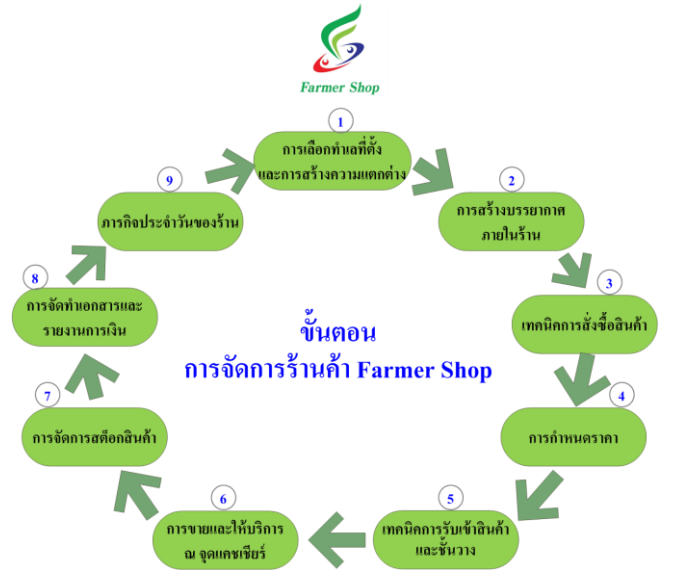 Farmer Shop
1
การเลือกทำเลที่ตั้ง
และการสร้างความแตกต่าง
2
การสร้างบรรยากาศ
ภายในร้าน
3
เทคนิคการสั่งซื้อสินค้า
4
การกำหนดราคา
5
เทคนิคการรับเข้าสินค้า
และชั้นวาง
6
การขายและให้บริการ
ณ จุดแคชเชียร์
7
การจัดการสต็อกสินค้า
8
การจัดทำเอกสารและ
รายงานการเงิน
9
ภารกิจประจำวันของร้าน
ขั้นตอน
การจัดการร้านค้า Farmer Shop